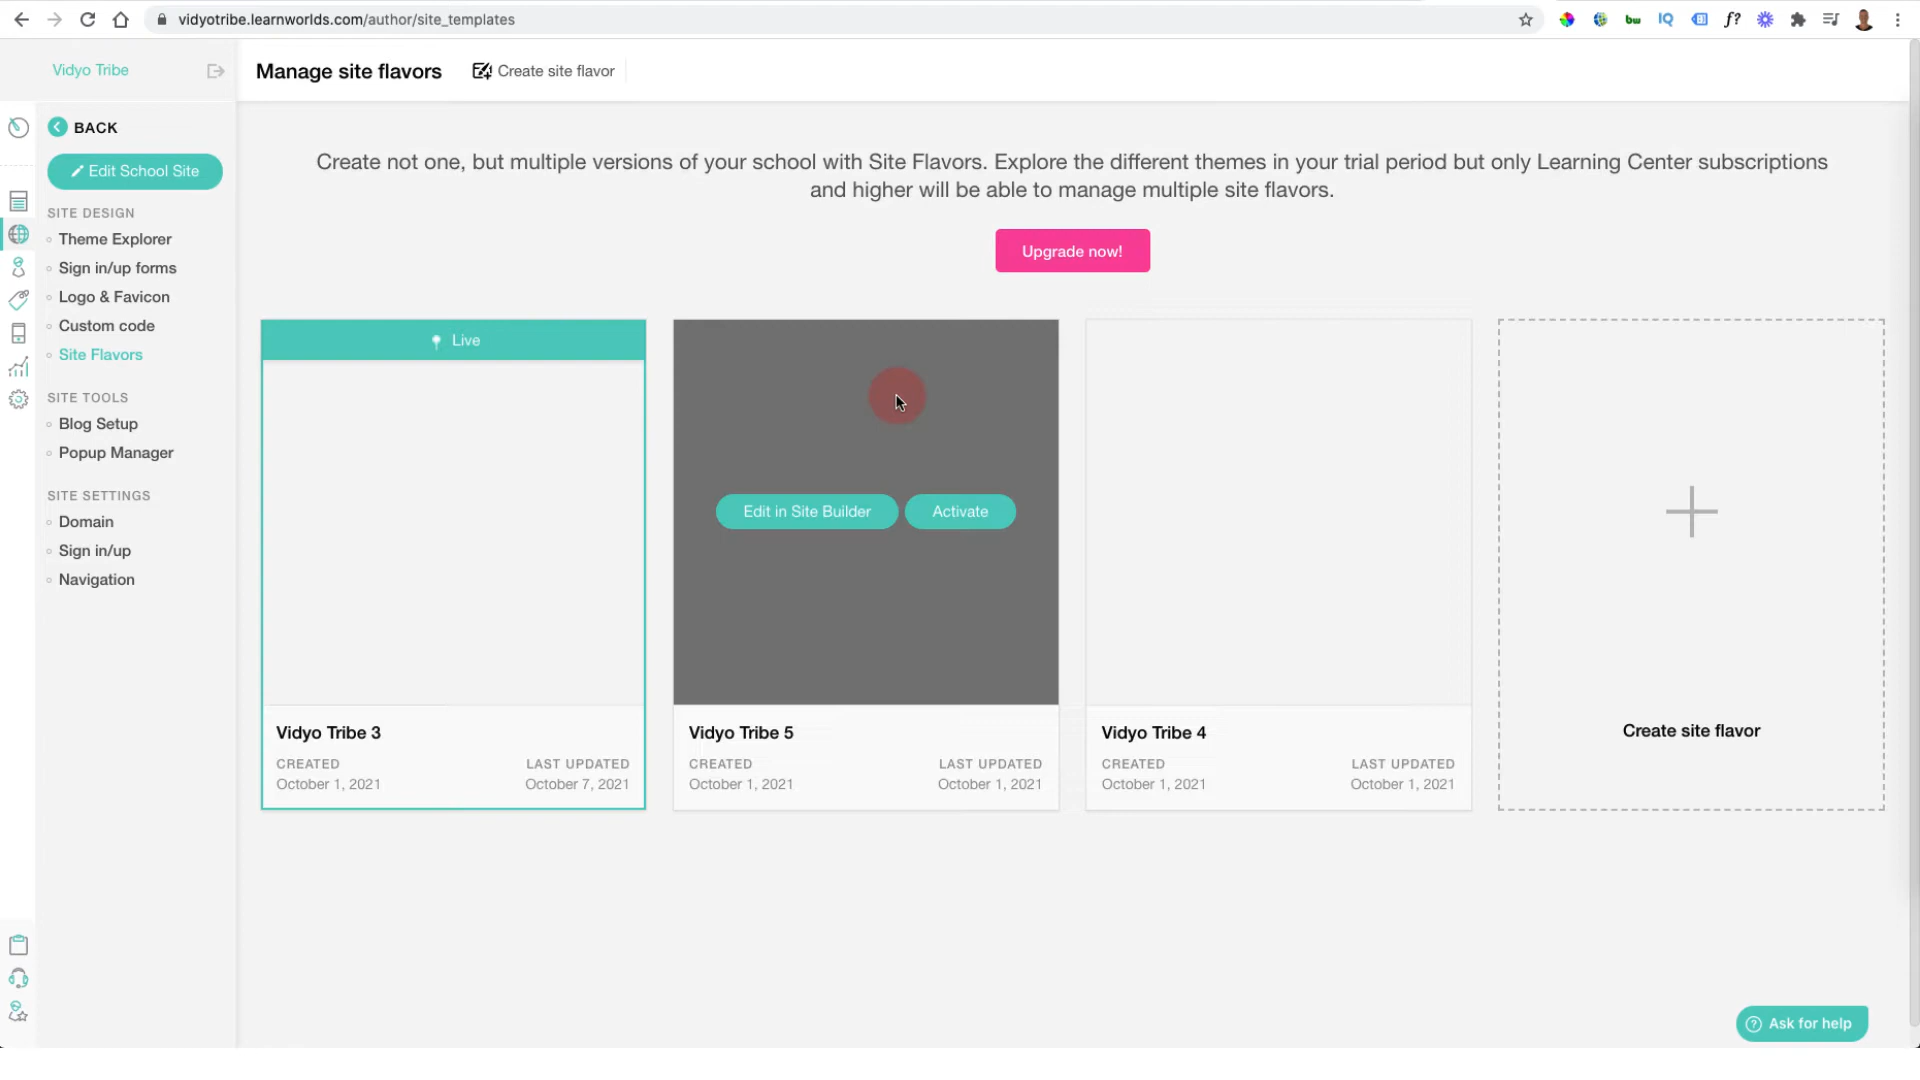 vidyotribe.learnworlds.com/author/site_templates
Vidyo Tribe
Manage site flavors
Create site flavor
BACK
Edit School Site
SITE DESIGN
Theme Explorer
Sign in/up forms
Logo & Favicon
Custom code
Site Flavors
SITE TOOLS
Blog Setup
Popup Manager
SITE SETTINGS
Domain
Sign in/up
Navigation
Create not one, but multiple versions of your school with Site Flavors. Explore the different themes in your trial period but only Learning Center subscriptions
and higher will be able to manage multiple site flavors.
Upgrade now!
Live
Vidyo Tribe 3
CREATED LAST UPDATED
October 1, 2021 October 7, 2021
Edit in Site Builder Activate
Vidyo Tribe 5
CREATED LAST UPDATED
October 1, 2021 October 1, 2021
Vidyo Tribe 4
CREATED LAST UPDATED
October 1, 2021 October 1, 2021
Create site flavor
Ask for help